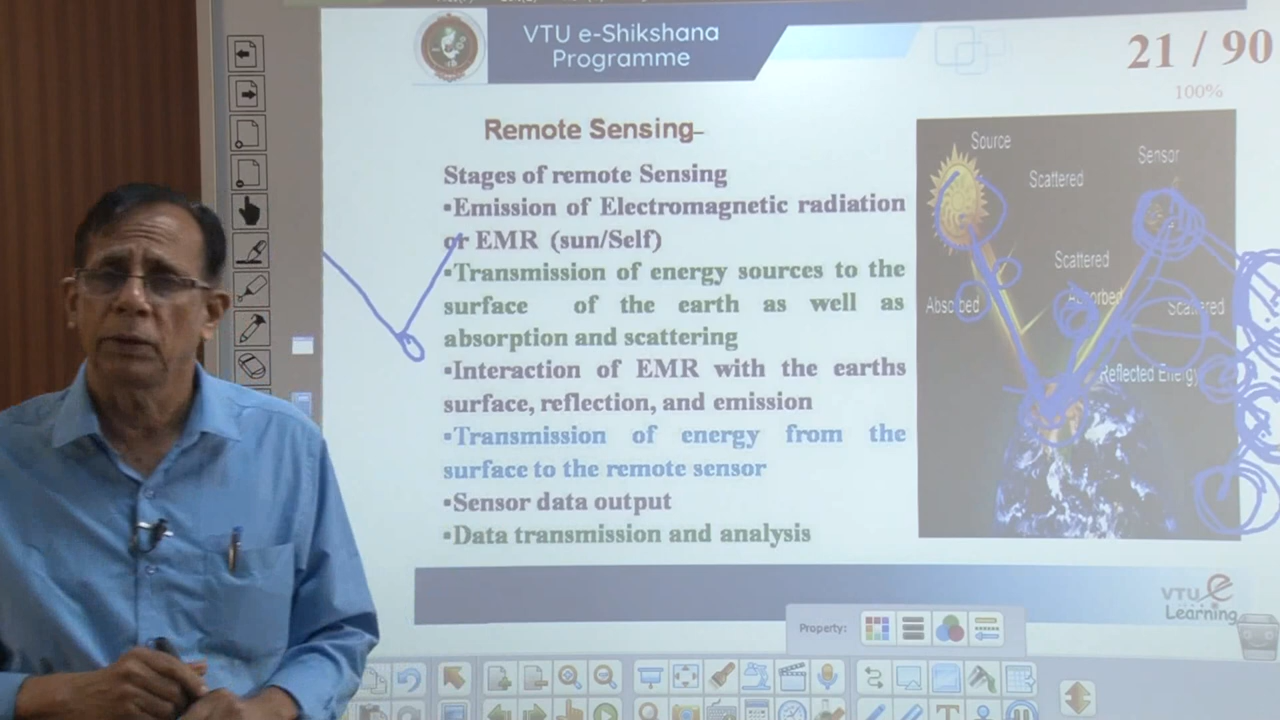 VTU e-Shikshana
Programme
21 / 90
100%
Remote Sensing–
Stages of remote Sensing
▪Emission of Electromagnetic radiation
or EMR (sun/Self)
▪Transmission of energy sources to the
surface of the earth as well as
absorption and scattering
▪Interaction of EMR with the earths
surface, reflection, and emission
▪Transmission of energy from the
surface to the remote sensor
▪Sensor data output
▪Data transmission and analysis
Source
Sensor
Scattered
Scattered
Absorbed
Absorbed
Scattered
Reflected Energy
VTU e
Learning
Property: